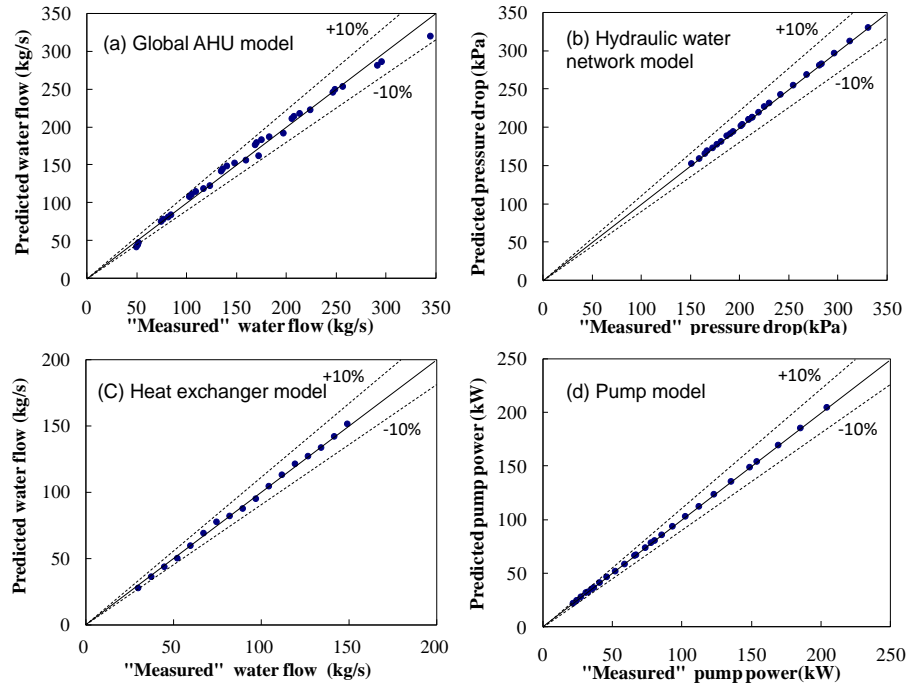 (a) Global AHU model
+10%
-10%
Predicted water flow (kg/s)
350
300
250
200
150
100
50
0
0 50 100 150 200 250 300 350
"Measured" water flow (kg/s)
(b) Hydraulic water
network model
+10%
-10%
Predicted pressure drop(kPa)
350
300
250
200
150
100
50
0
0 50 100 150 200 250 300 350
"Measured" pressure drop(kPa)
(C) Heat exchanger model
+10%
-10%
Predicted water flow (kg/s)
200
150
100
50
0
0 50 100 150 200
"Measured" water flow (kg/s)
(d) Pump model
+10%
-10%
Predicted pump power (kW)
250
200
150
100
50
0
0 50 100 150 200 250
"Measured" pump power(kW)